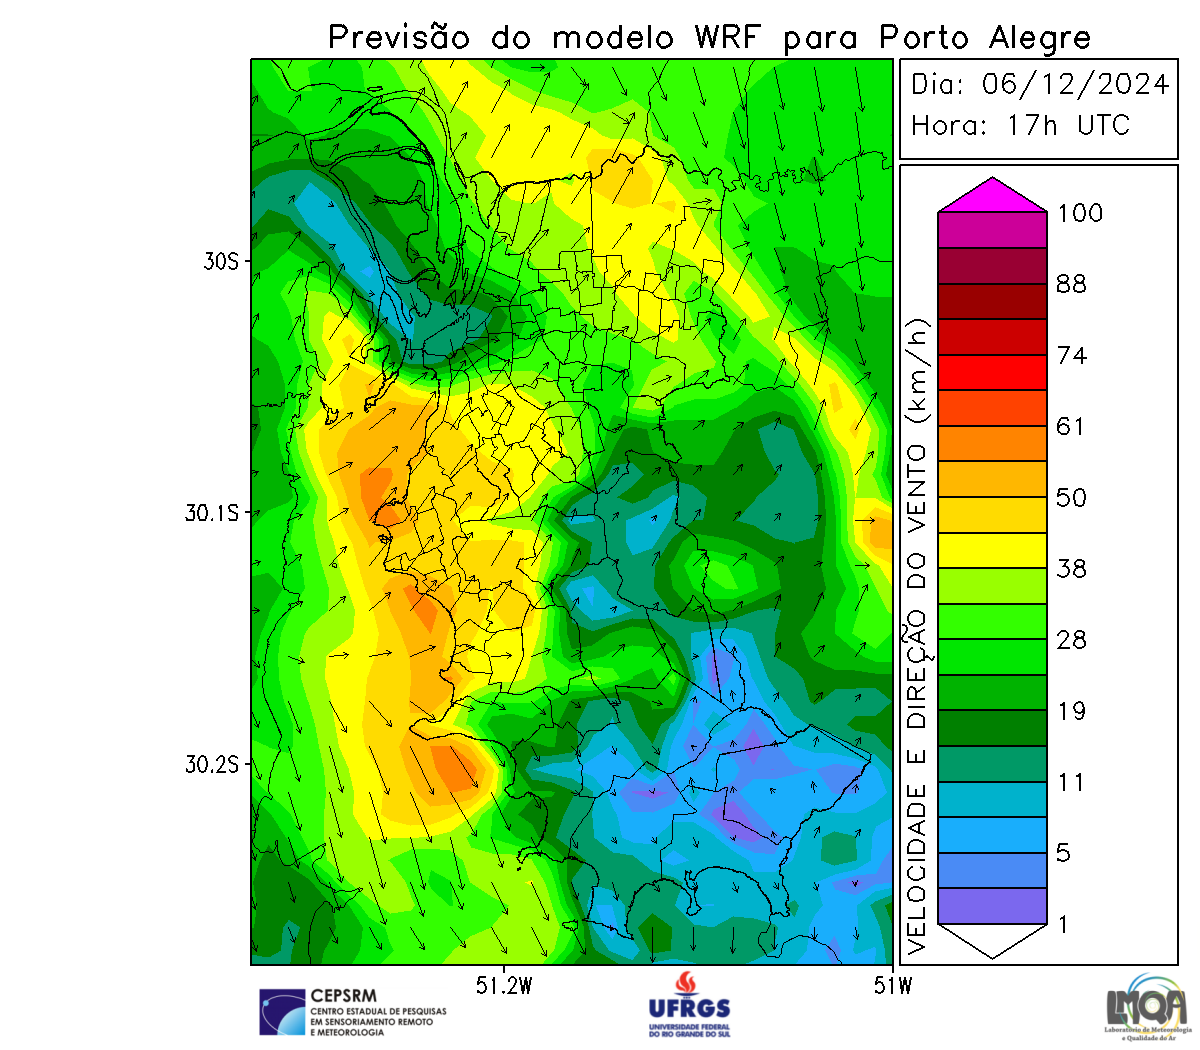 Previsão do modelo WRF para Porto Alegre
Dia: 06/12/2024
Hora: 17h UTC
30S
30.1S
30.2S
51.2W
51W
VELOCIDADE E DIREÇÃO DO VENTO (km/h)
100
88
74
61
50
38
28
19
11
5
1
CEPSRM
CENTRO ESTADUAL DE PESQUISAS
EM SENSORIAMENTO REMOTO
E METEOROLOGIA
UFRGS
UNIVERSIDADE FEDERAL
DO RIO GRANDE DO SUL
LMQA
Laboratório de Meteorologia
e Qualidade do Ar